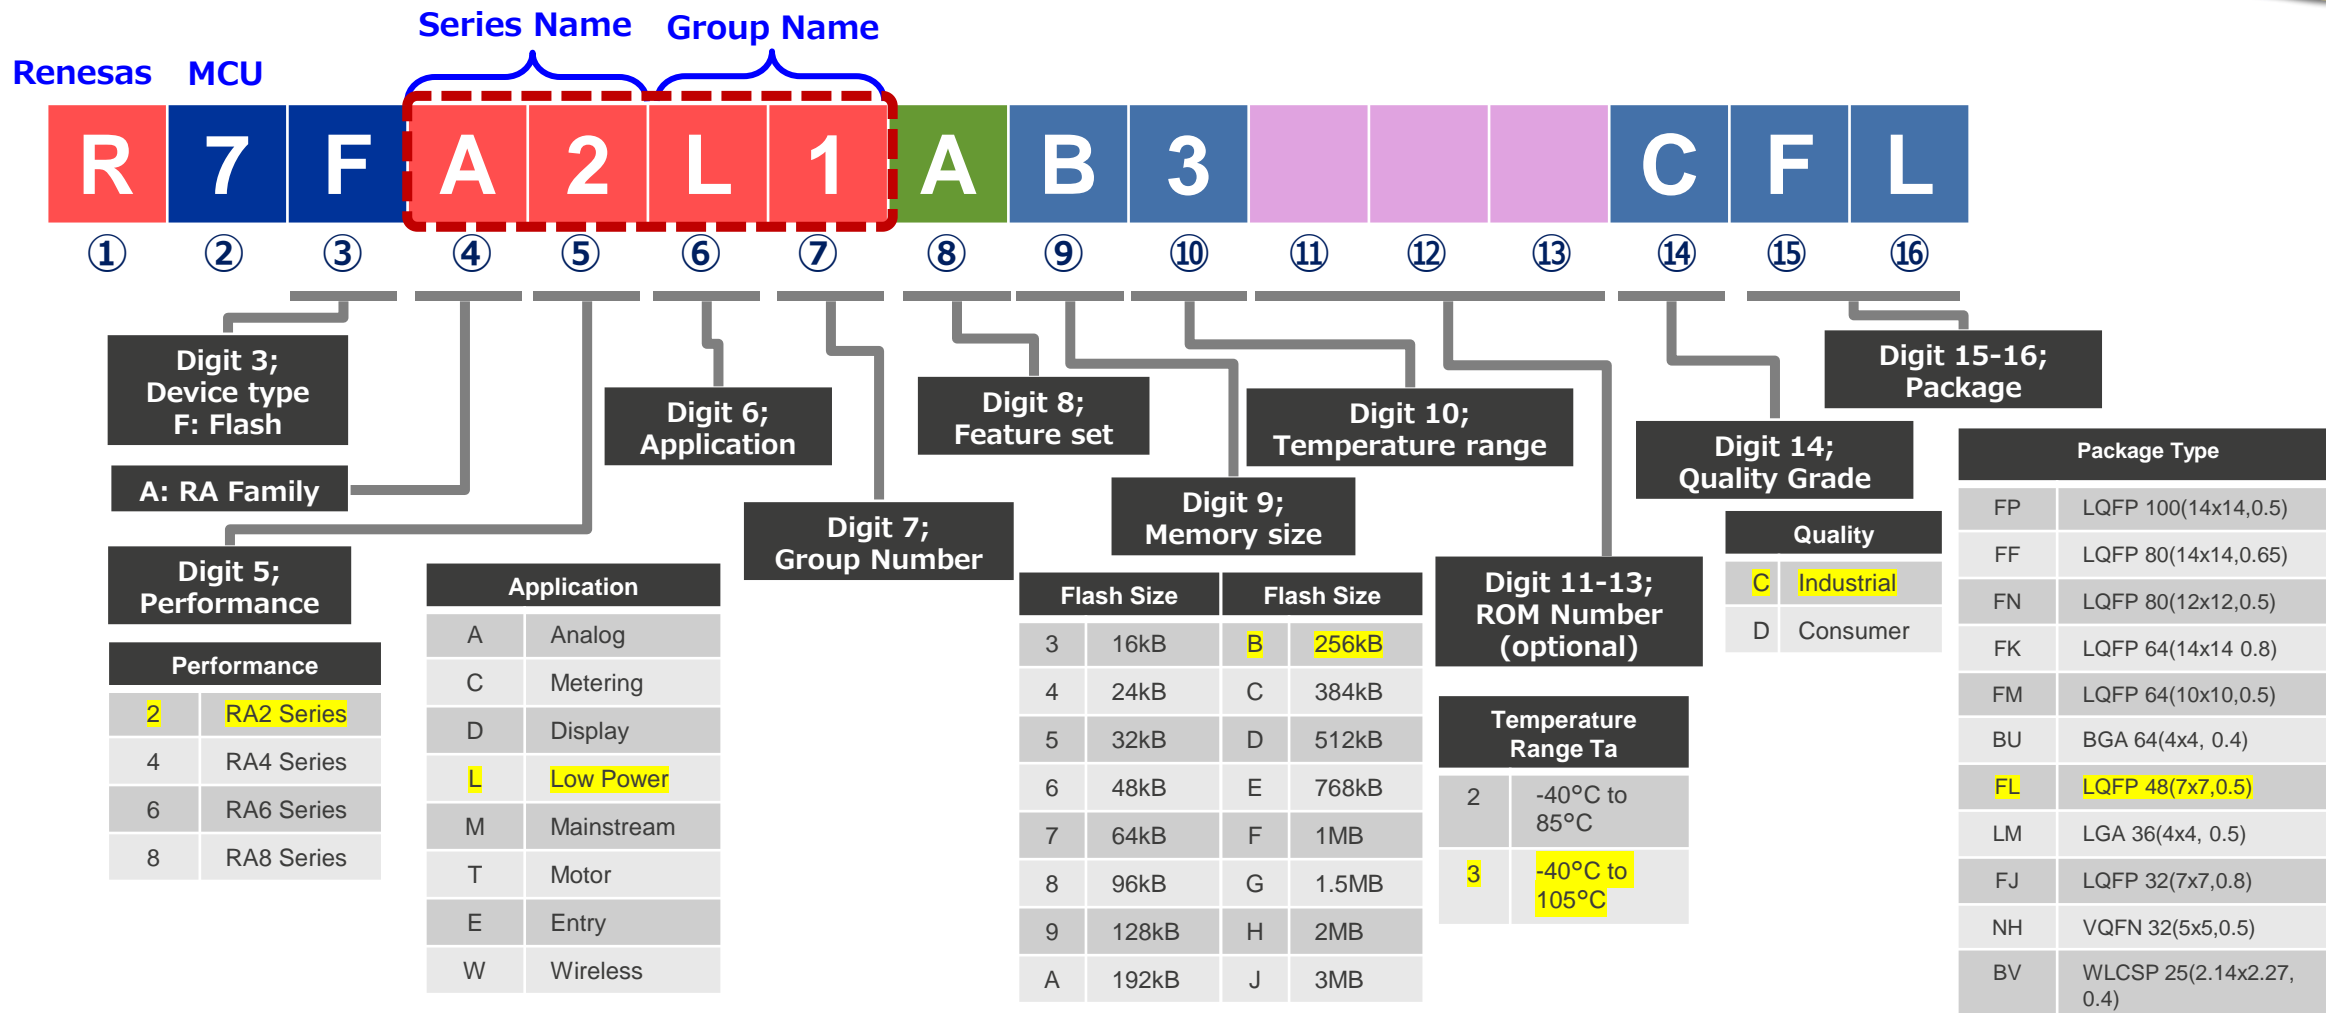 Series Name Group Name
Renesas MCU
R 7 F A 2 L 1 A B 3 C F L
① ② ③ ④ ⑤ ⑥ ⑦ ⑧ ⑨ ⑩ ⑪ ⑫ ⑬ ⑭ ⑮ ⑯
Digit 3;
Device type
F: Flash
A: RA Family
Digit 5;
Performance
Performance
2 RA2 Series
4 RA4 Series
6 RA6 Series
8 RA8 Series
Digit 6;
Application
Application
A Analog
C Metering
D Display
L Low Power
M Mainstream
T Motor
E Entry
W Wireless
Digit 7;
Group Number
Digit 8;
Feature set
Digit 9;
Memory size
Flash Size Flash Size
3 16kB B 256kB
4 24kB C 384kB
5 32kB D 512kB
6 48kB E 768kB
7 64kB F 1MB
8 96kB G 1.5MB
9 128kB H 2MB
A 192kB J 3MB
Digit 10;
Temperature range
Digit 11-13;
ROM Number
(optional)
Temperature
Range Ta
2 -40°C to
85°C
3 -40°C to
105°C
Digit 14;
Quality Grade
Quality
C Industrial
D Consumer
Digit 15-16;
Package
Package Type
FP LQFP 100(14x14,0.5)
FF LQFP 80(14x14,0.65)
FN LQFP 80(12x12,0.5)
FK LQFP 64(14x14 0.8)
FM LQFP 64(10x10,0.5)
BU BGA 64(4x4, 0.4)
FL LQFP 48(7x7,0.5)
LM LGA 36(4x4, 0.5)
FJ LQFP 32(7x7,0.8)
NH VQFN 32(5x5,0.5)
BV WLCSP 25(2.14x2.27,
0.4)